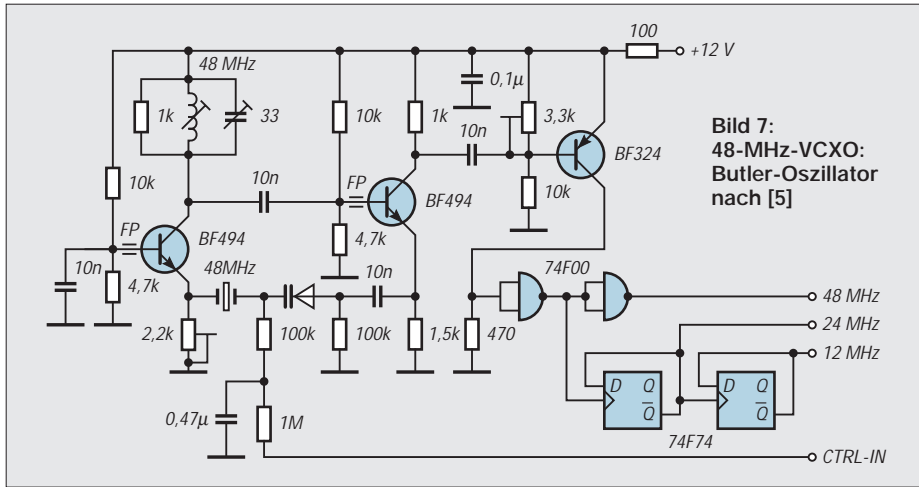 100
+12 V
48 MHz
0,1µ
1k
33
10k
1k
3,3k
10n
BF324
Bild 7:
48-MHz-VCXO:
Butler-Oszillator
nach [5]
10k
10n
FP
BF494
10k
FP
BF494
4,7k
74F00
10n
4,7k
48MHz
10n
48 MHz
2,2k
100k
100k
1,5k
470
24 MHz
12 MHz
D Q
Q
D Q
Q
0,47µ
1M
74F74
CTRL-IN